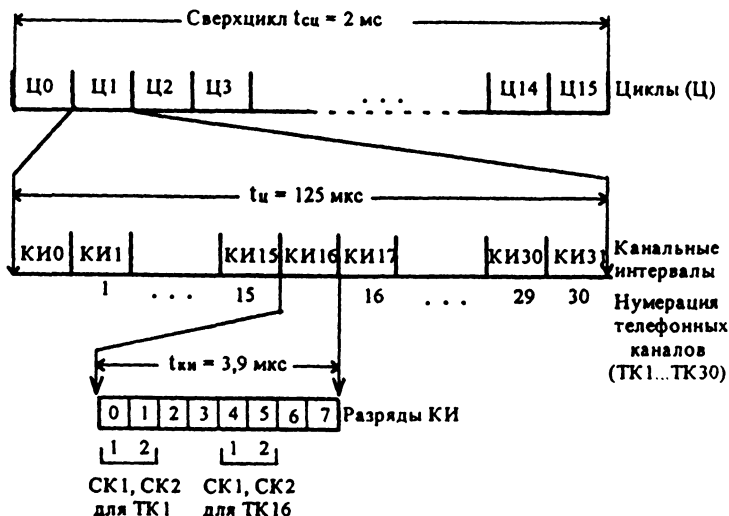 Сверхцикл tсц = 2 мс
Ц0 Ц1 Ц2 Ц3 . . . Ц14 Ц15 Циклы (Ц)
tц = 125 мкс
КИ0 КИ1 КИ15 КИ16 КИ17 КИ30 КИ31 Канальные
интервалы
1 . . . 15 16 . . . 29 30 Нумерация
телефонных
каналов
(ТК1...ТК30)
tки = 3,9 мкс
0 1 2 3 4 5 6 7 Разряды КИ
1 2 1 2
СК1, СК2 СК1, СК2
для ТК1 для ТК16